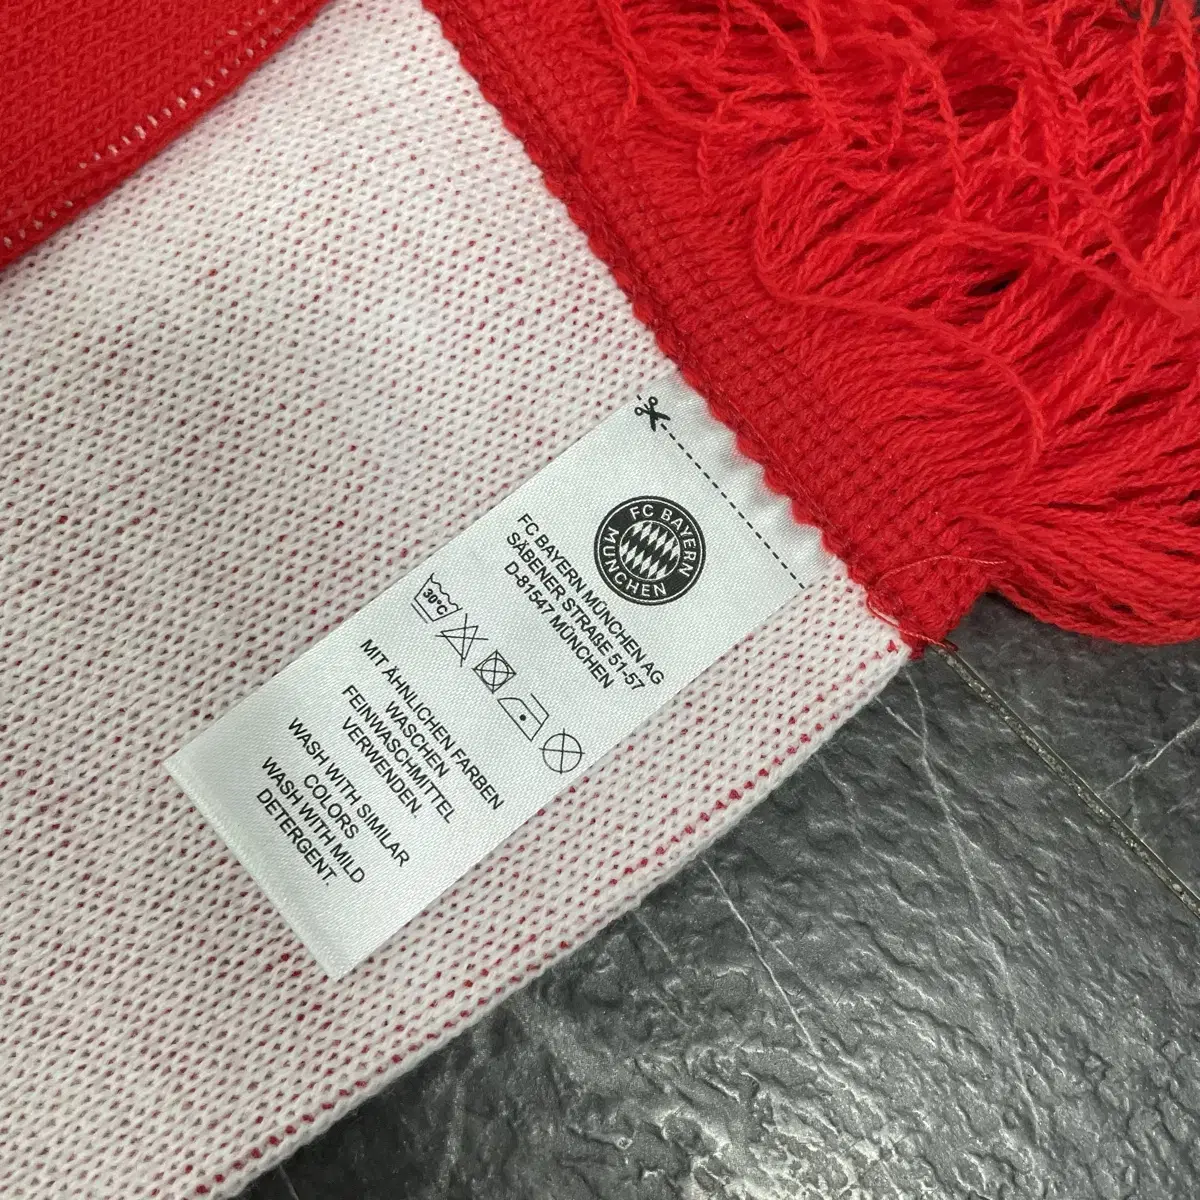 FC BAYERN
MÜNCHEN
FC BAYERN MÜNCHEN AG
SÄBENER STRAßE 51-57
D-81547 MÜNCHEN
30°C
MIT ÄHNLICHEN FARBEN
WASCHEN
FEINWASCHMITTEL
VERWENDEN.
WASH WITH SIMILAR
COLORS
WASH WITH MILD
DETERGENT.